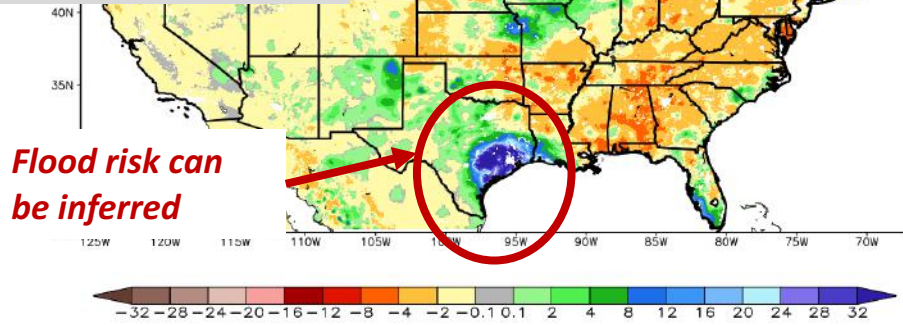 40N
35N
Flood risk can
be inferred
125W 120W 115W 110W 105W 95W 90W 85W 80W 75W 70W
-32 -28 -24 -20 -16 -12 -8 -4 -2 -0.1 0.1 2 4 8 12 16 20 24 28 32